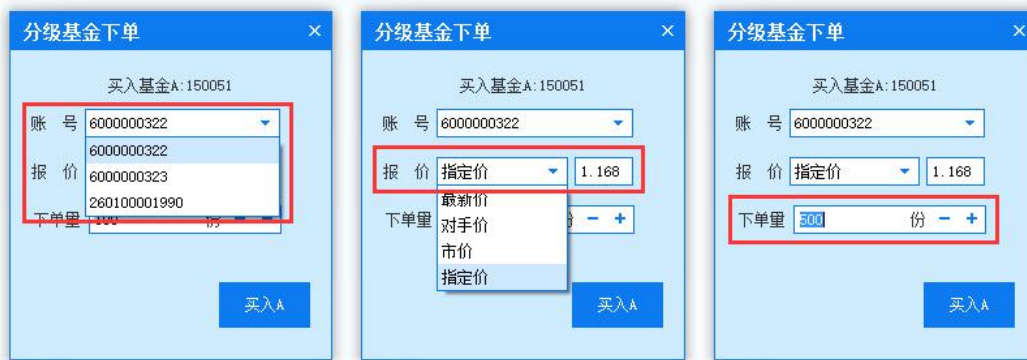 分级基金下单 ×
买入基金A:150051
账 号 6000000322
6000000322
报 价 6000000323
260100001990
下单量
买入A
分级基金下单 ×
买入基金A:150051
账 号 6000000322
报 价 指定价 1.168
最新价
下单量 对手价 - +
市价
指定价
买入A
分级基金下单 ×
买入基金A:150051
账 号 6000000322
报 价 指定价 1.168
下单量 500 份 - +
买入A